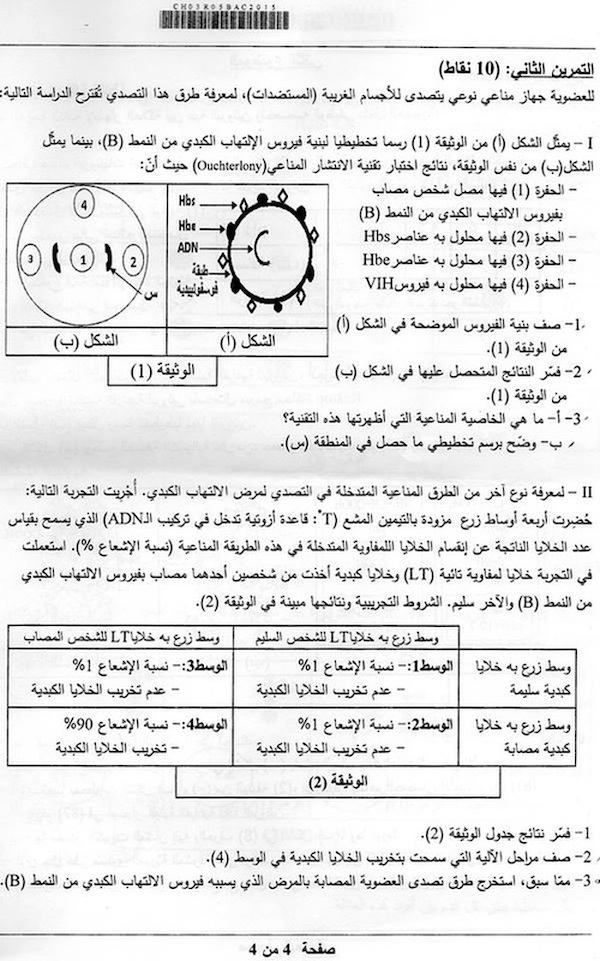 CH03R05BAC2015
التمرين الثاني: (10 نقاط)
للعضوية جهاز مناعي نوعي يتصدى للأجسام الغريبة (المستضدات)، لمعرفة طرق هذا التصدي تُقترح الدراسة التالية:
I – يمثّل الشكل (أ) من الوثيقة (1) رسما تخطيطيا لبنية فيروس الإلتهاب الكبدي من النمط (B)، بينما يمثّل
الشكل(ب) من نفس الوثيقة، نتائج اختبار تقنية الانتشار المناعي(Ouchterlony) حيث أنّ:
– الحفرة (1) فيها مصل شخص مصاب
بفيروس الالتهاب الكبدي من النمط (B)
– الحفرة (2) فيها محلول به عناصرHbs
– الحفرة (3) فيها محلول به عناصرHbe
– الحفرة (4) فيها محلول به فيروسVIH
Hbs
Hbe
ADN
طبقة
فوسفوليبيدية
4
3
1
2
س
الشكل (أ)
الشكل (ب)
الوثيقة (1)
1– صف بنية الفيروس الموضحة في الشكل (أ)
من الوثيقة (1).
2– فسّر النتائج المتحصل عليها في الشكل (ب)
من الوثيقة (1).
3– أ– ما هي الخاصية المناعية التي أظهرتها هذه التقنية؟
ب– وضّح برسم تخطيطي ما حصل في المنطقة (س).
II – لمعرفة نوع آخر من الطرق المناعية المتدخلة في التصدي لمرض الالتهاب الكبدي. أُجريت التجربة التالية:
حُضرت أربعة أوساط زرع مزودة بالتيمين المشع (T*: قاعدة أزوتية تدخل في تركيب الـADN) الذي يسمح بقياس
عدد الخلايا الناتجة عن إنقسام الخلايا اللمفاوية المتدخلة في هذه الطريقة المناعية (نسبة الإشعاع %). استعملت
في التجربة خلايا لمفاوية تائية (LT) وخلايا كبدية أخذت من شخصين أحدهما مصاب بفيروس الالتهاب الكبدي
من النمط (B) والآخر سليم. الشروط التجريبية ونتائجها مبينة في الوثيقة (2).
وسط زرع به خلاياLT للشخص السليم
وسط زرع به خلاياLT للشخص المصاب
وسط زرع به خلايا
كبدية سليمة
الوسط1:– نسبة الإشعاع 1%
– عدم تخريب الخلايا الكبدية
الوسط3:– نسبة الإشعاع 1%
– عدم تخريب الخلايا الكبدية
وسط زرع به خلايا
كبدية مصابة
الوسط2:– نسبة الإشعاع 1%
– عدم تخريب الخلايا الكبدية
الوسط4:– نسبة الإشعاع 90%
– تخريب الخلايا الكبدية
الوثيقة (2)
1– فسّر نتائج جدول الوثيقة (2).
2– صف مراحل الآلية التي سمحت بتخريب الخلايا الكبدية في الوسط (4).
3– ممّا سبق، استخرج طرق تصدى العضوية المصابة بالمرض الذي يسببه فيروس الالتهاب الكبدي من النمط (B).
صفحة 4 من 4